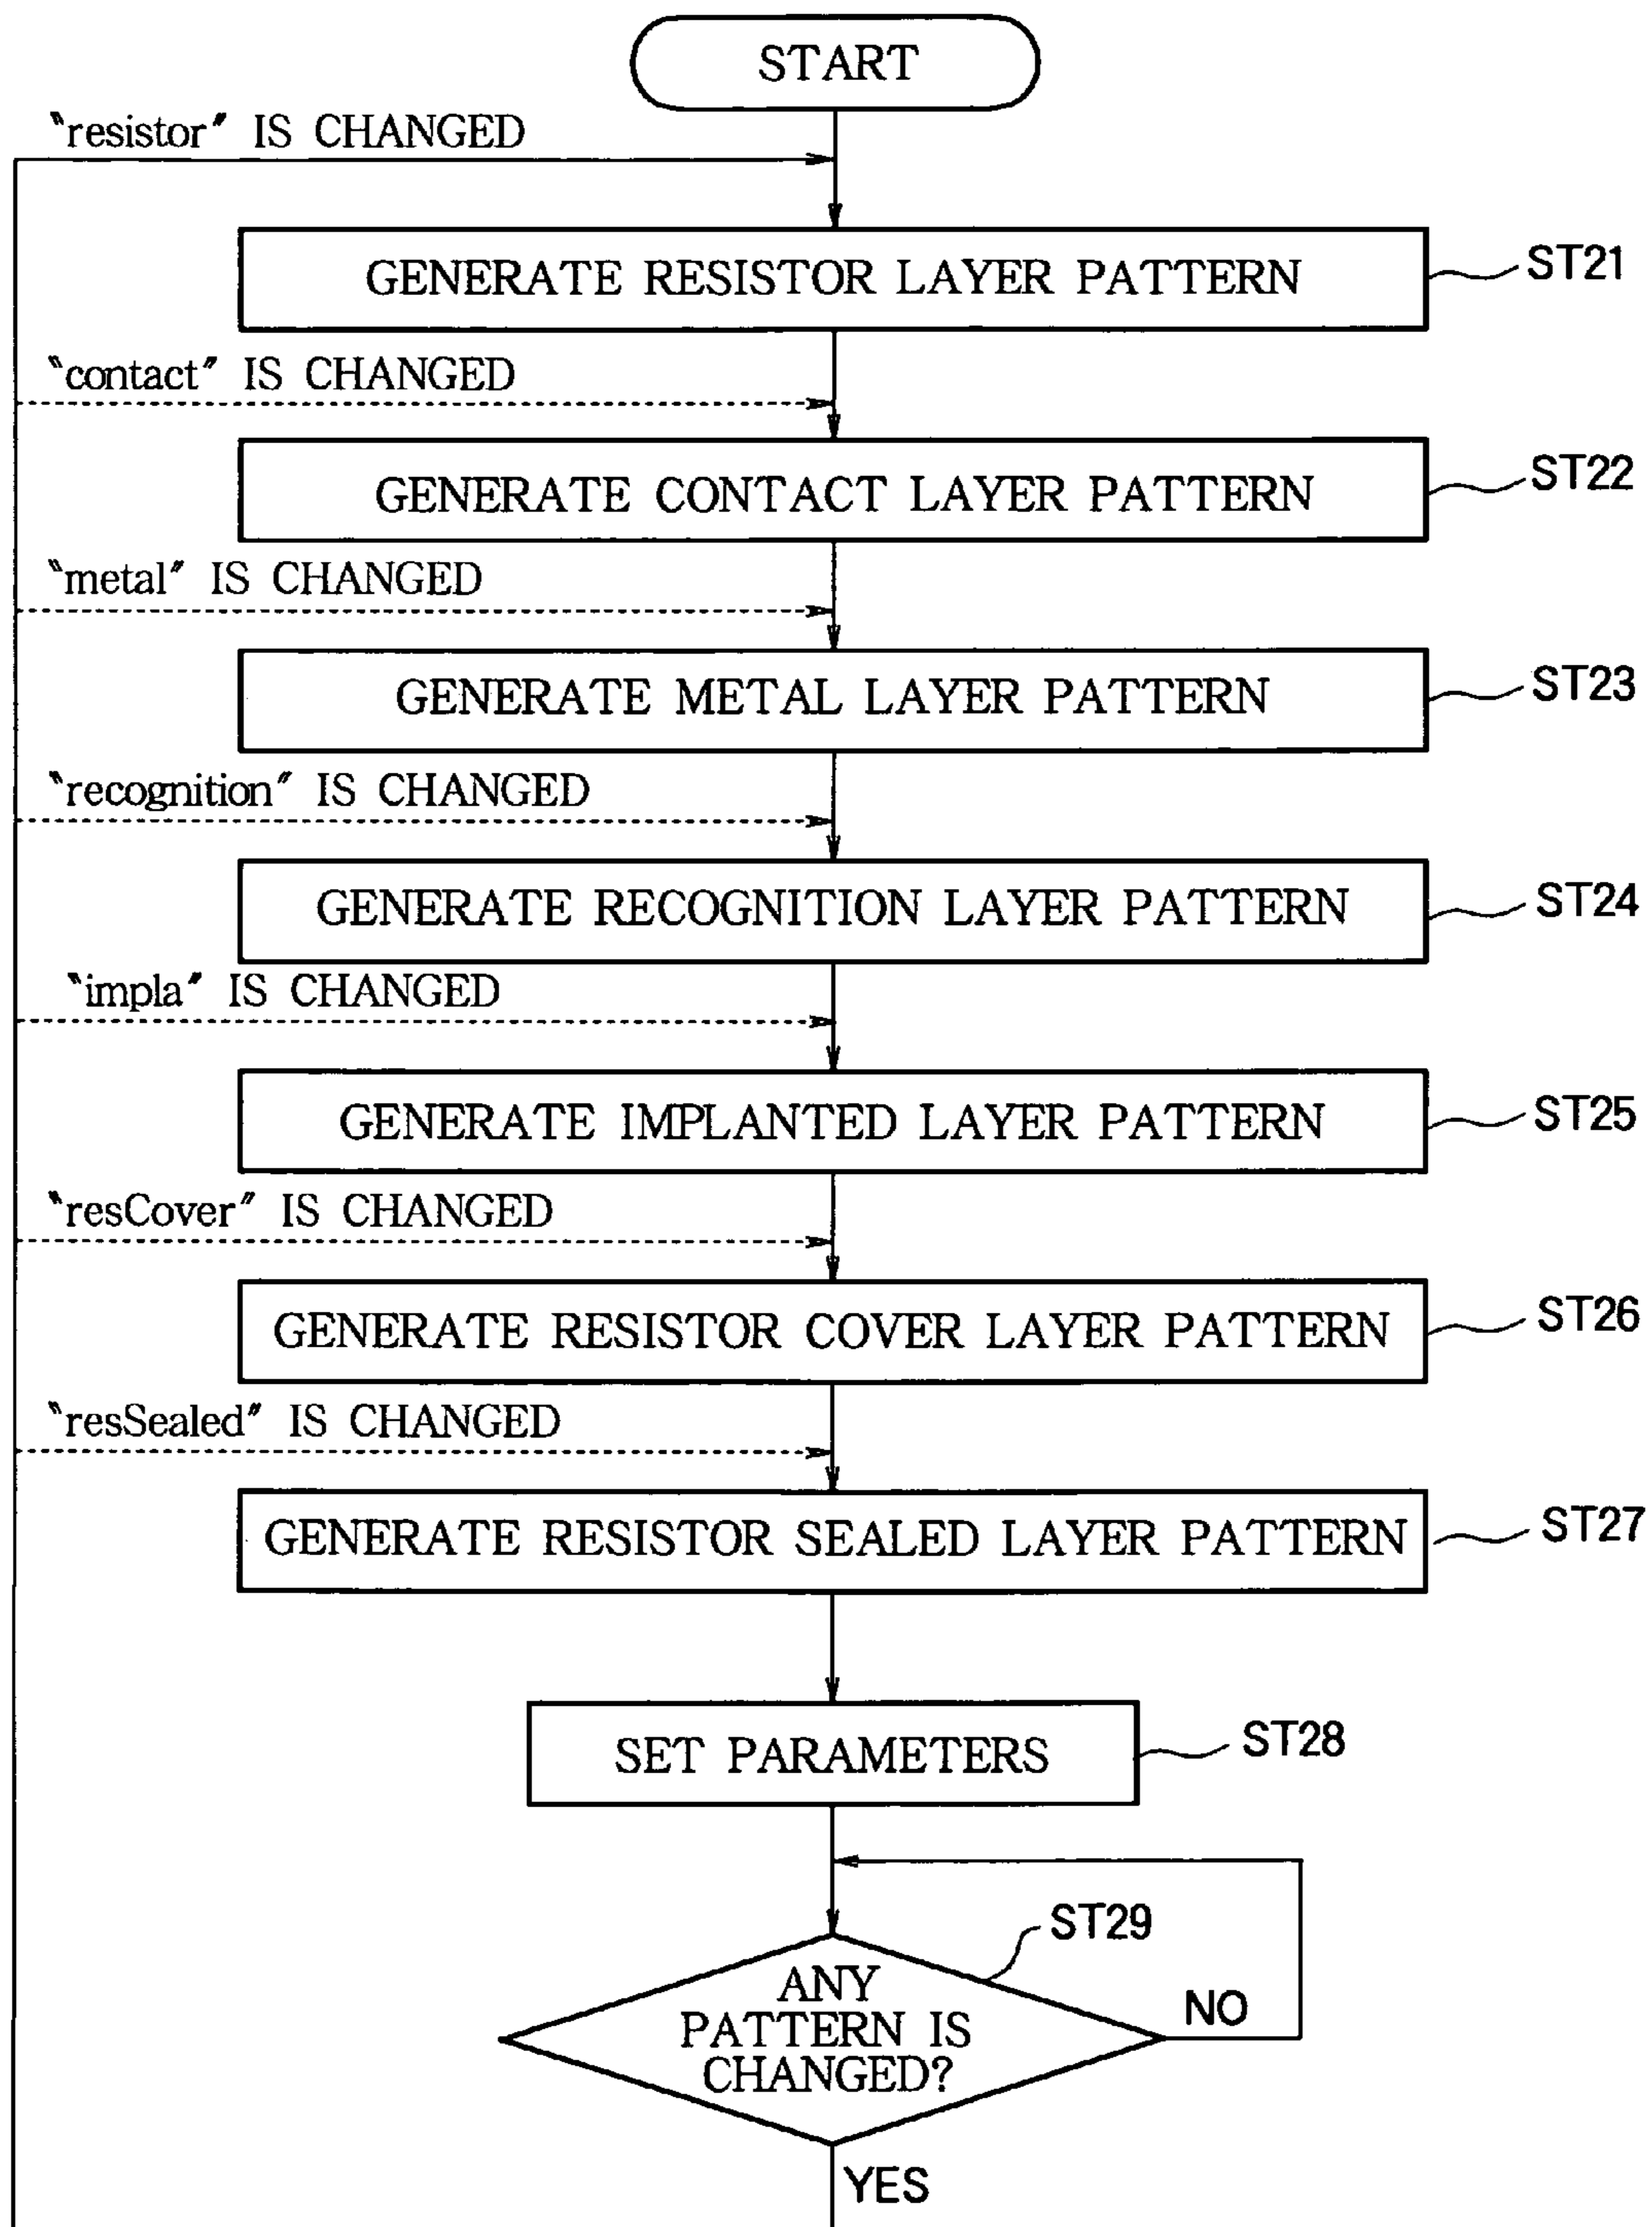 START
‶resistor″ IS CHANGED
GENERATE RESISTOR LAYER PATTERN
ST21
‶contact″ IS CHANGED
GENERATE CONTACT LAYER PATTERN
ST22
‶metal″ IS CHANGED
GENERATE METAL LAYER PATTERN
ST23
‶recognition″ IS CHANGED
GENERATE RECOGNITION LAYER PATTERN
ST24
‶impla″ IS CHANGED
GENERATE IMPLANTED LAYER PATTERN
ST25
‶resCover″ IS CHANGED
GENERATE RESISTOR COVER LAYER PATTERN
ST26
‶resSealed″ IS CHANGED
GENERATE RESISTOR SEALED LAYER PATTERN
ST27
SET PARAMETERS
ST28
ST29
ANY
PATTERN IS
CHANGED?
NO
YES